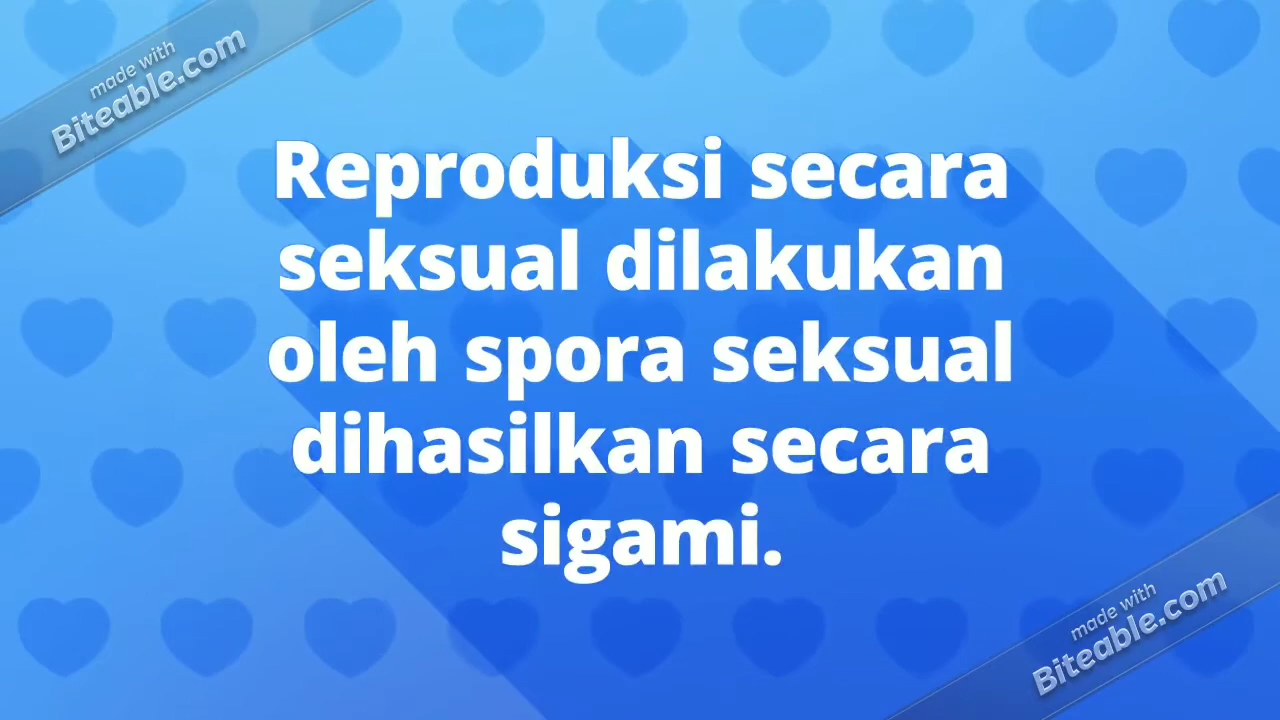 made with
Biteable.com
Reproduksi secara
seksual dilakukan
oleh spora seksual
dihasilkan secara
sigami.
made with
Biteable.com